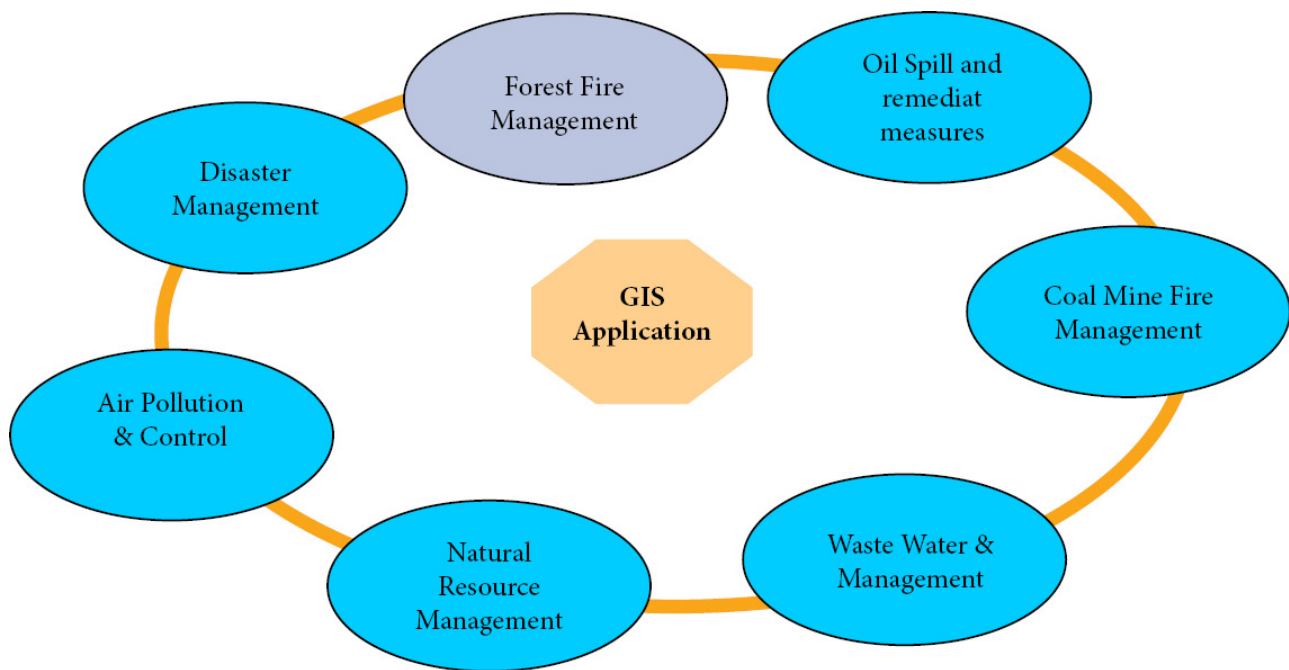 Forest Fire
Management
Oil Spill and
remediat
measures
Disaster
Management
GIS
Application
Coal Mine Fire
Management
Air Pollution
& Control
Natural
Resource
Management
Waste Water &
Management